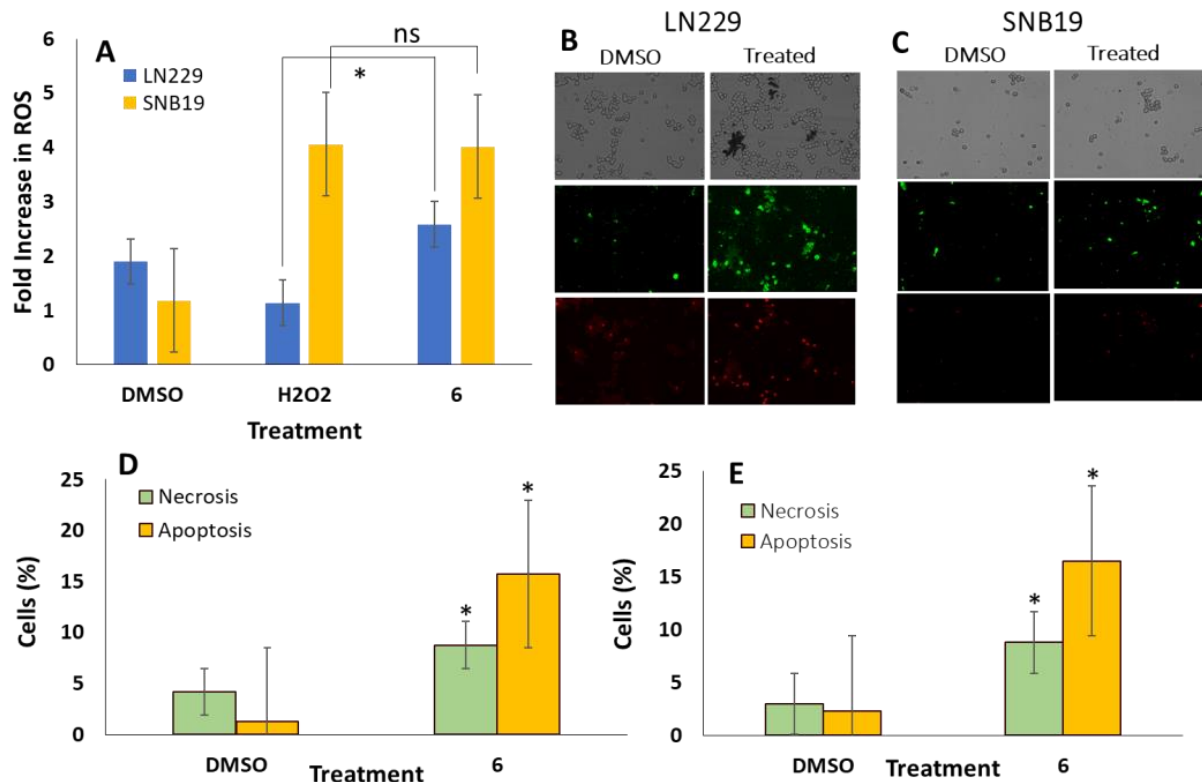 A
LN229
SNB19
ns
*
Fold Increase in ROS
6
5
4
3
2
1
0
DMSO
H2O2
6
Treatment
B
LN229
DMSO
Treated
C
SNB19
DMSO
Treated
D
Necrosis
Apoptosis
*
*
Cells (%)
25
20
15
10
5
0
DMSO
6
Treatment
E
Necrosis
Apoptosis
*
*
Cells (%)
25
20
15
10
5
0
DMSO
6
Treatment